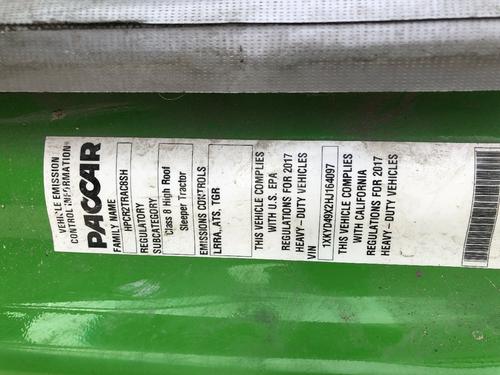 VEHICLE EMISSION
CONTROL INFORMATION
PACCAR
FAMILY NAME
HPCR2TRAC8SH
REGULATORY
SUBCATEGORY
Class 8 High Roof
Sleeper Tractor
EMISSIONS CONTROLS
LRRA, ATS, TGR
THIS VEHICLE COMPLIES
WITH U.S. EPA
REGULATIONS FOR 2017
HEAVY-DUTY VEHICLES
VIN
1XKYD49X2HJ164097
THIS VEHICLE COMPLIES
WITH CALIFORNIA
REGULATIONS FOR 2017
HEAVY-DUTY VEHICLES